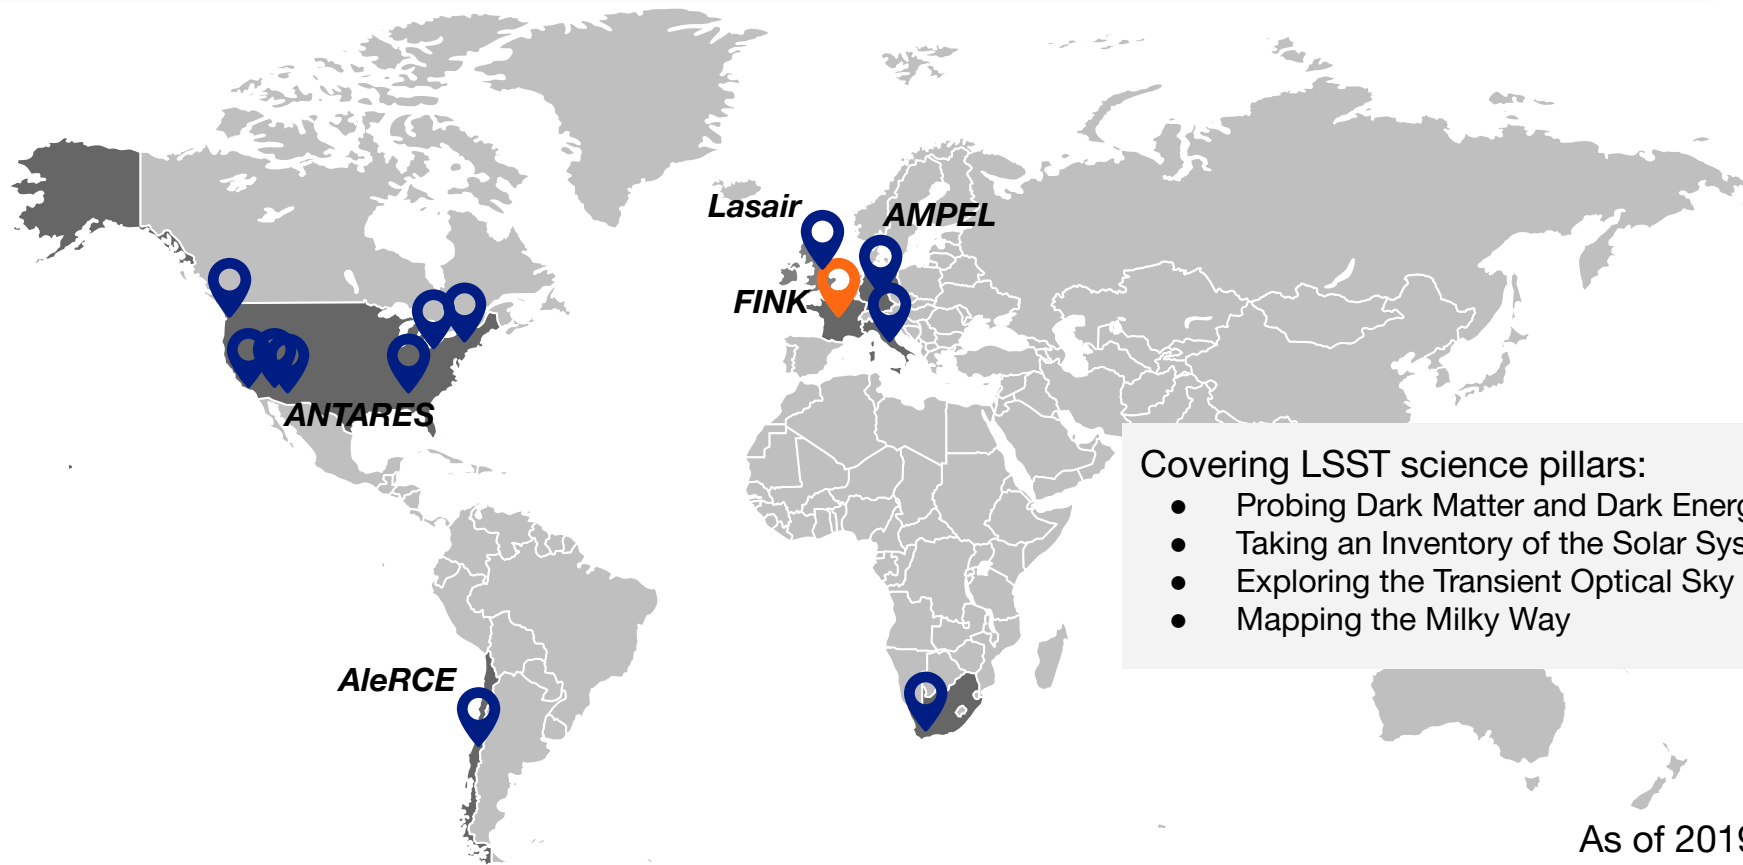 Lasair
AMPEL
FINK
ANTARES
Covering LSST science pillars:
● Probing Dark Matter and Dark Energ
● Taking an Inventory of the Solar Sys
● Exploring the Transient Optical Sky
● Mapping the Milky Way
AleRCE
As of 2019